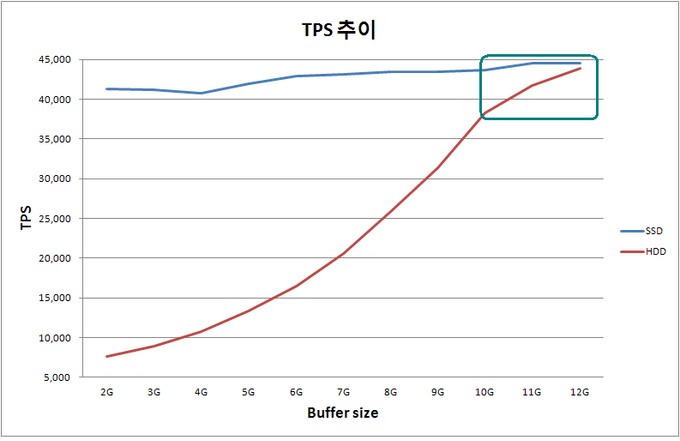 TPS 추이
45,000
40,000
35,000
30,000
25,000
20,000
15,000
10,000
5,000
TPS
2G 3G 4G 5G 6G 7G 8G 9G 10G 11G 12G
Buffer size
SSD
HDD